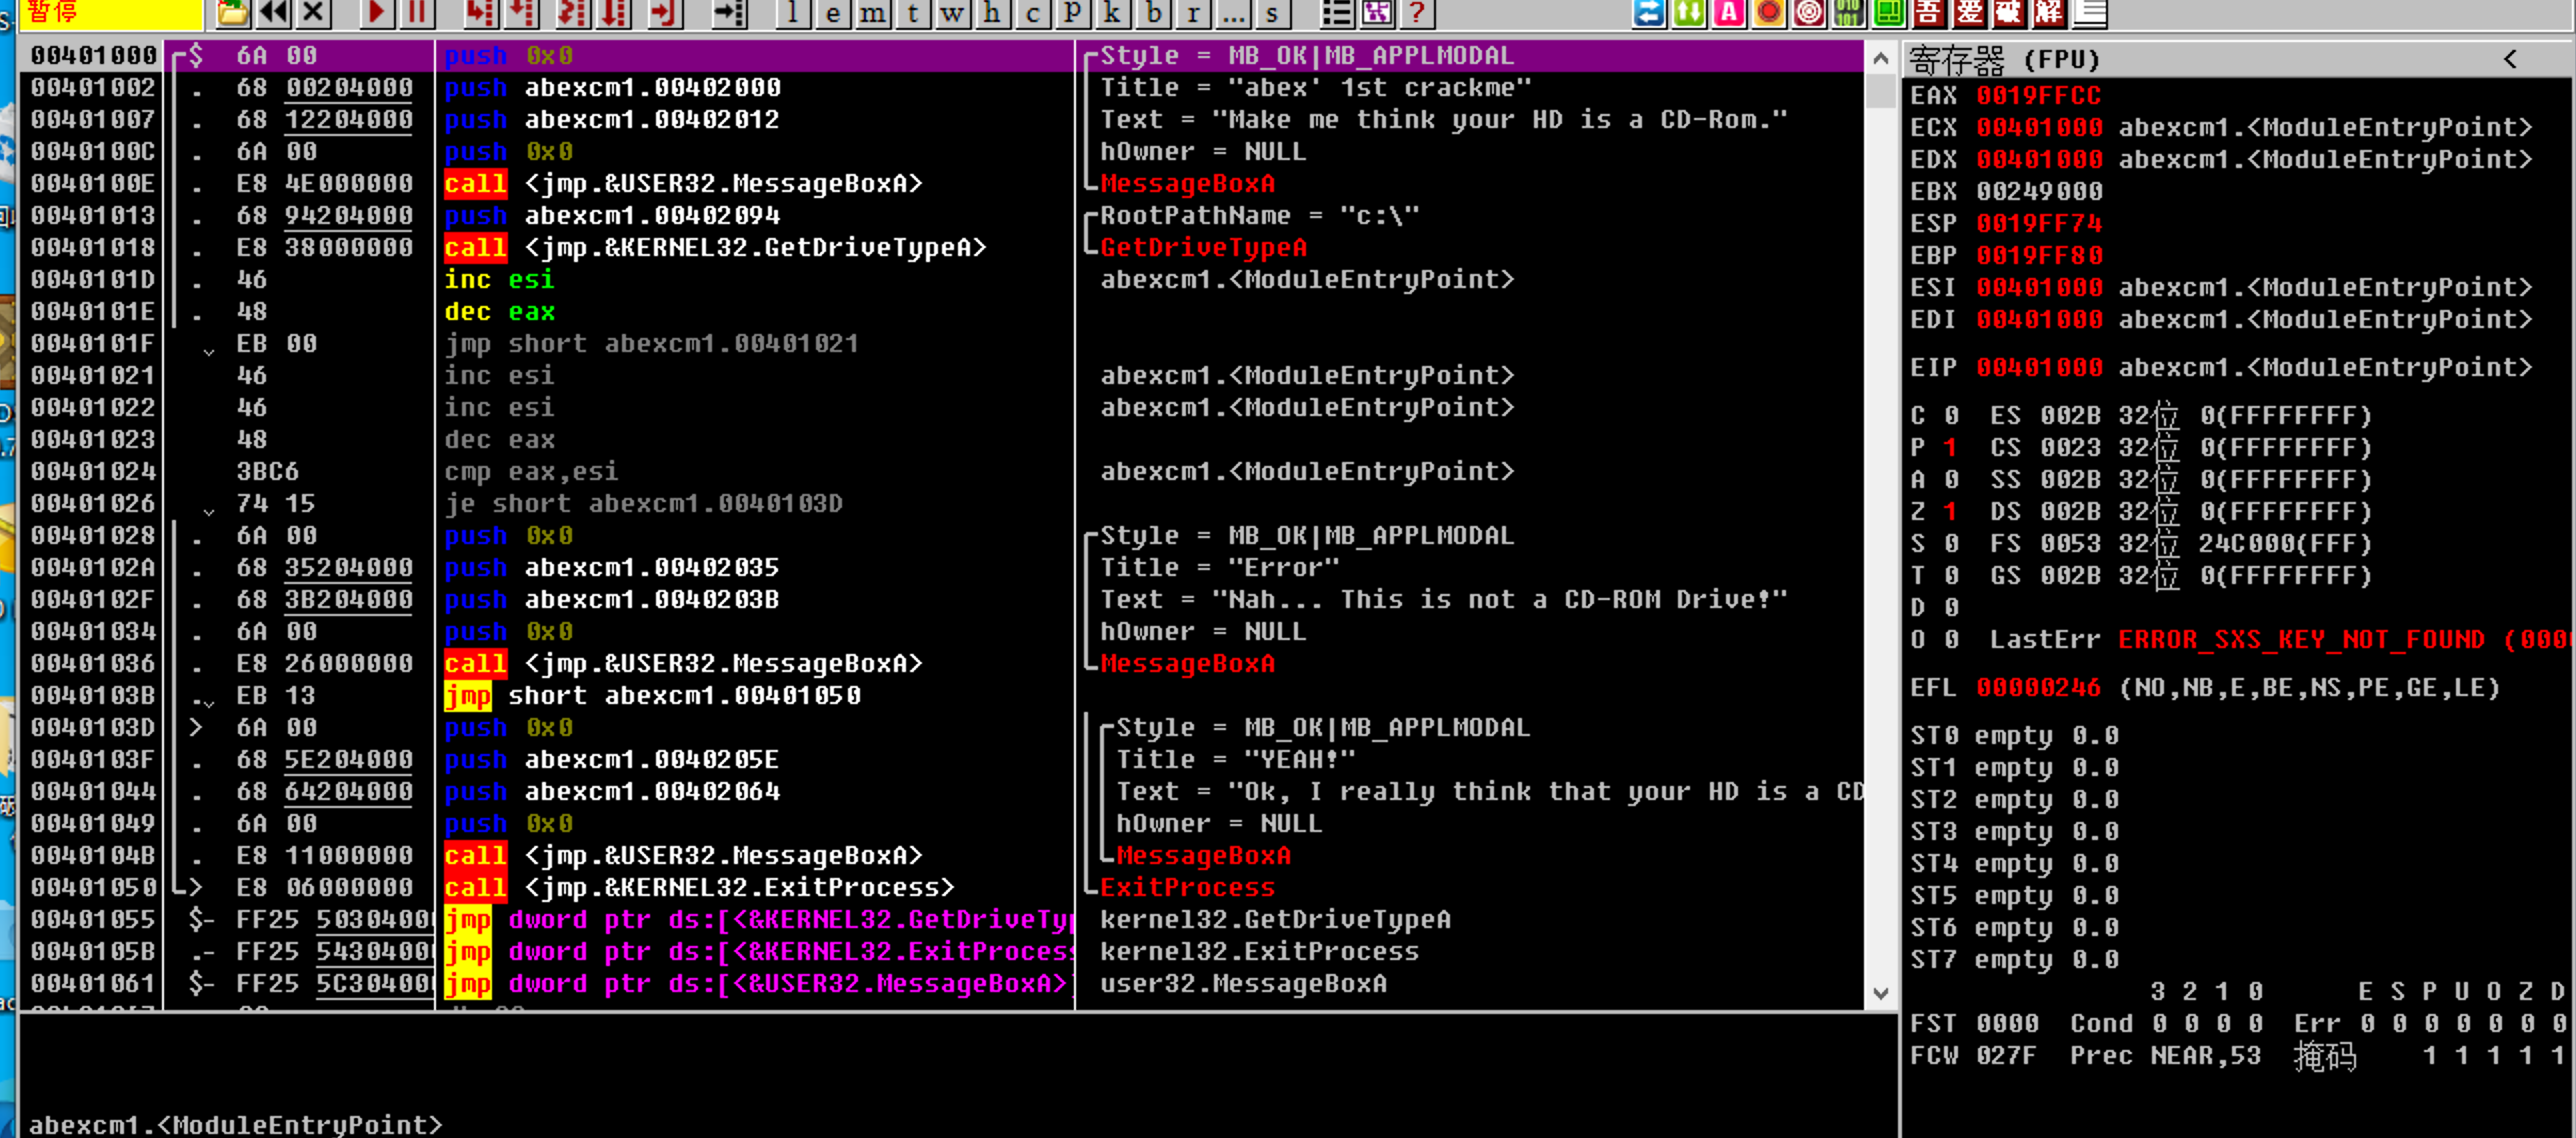 暂停
l e m t w h c p k b r ... s ? A 吾 爱 破 解
00401000 $ 6A 00 push 0x0 Style = MB_OK|MB_APPLMODAL
00401002 . 68 00204000 push abexcm1.00402000 Title = "abex' 1st crackme"
00401007 . 68 12204000 push abexcm1.00402012 Text = "Make me think your HD is a CD-Rom."
0040100C . 6A 00 push 0x0 hOwner = NULL
0040100E . E8 4E000000 call <jmp.&USER32.MessageBoxA> MessageBoxA
00401013 . 68 94204000 push abexcm1.00402094 RootPathName = "c:\"
00401018 . E8 38000000 call <jmp.&KERNEL32.GetDriveTypeA> GetDriveTypeA
0040101D . 46 inc esi abexcm1.<ModuleEntryPoint>
0040101E . 48 dec eax
0040101F EB 00 jmp short abexcm1.00401021
00401021 46 inc esi abexcm1.<ModuleEntryPoint>
00401022 46 inc esi abexcm1.<ModuleEntryPoint>
00401023 48 dec eax
00401024 3BC6 cmp eax,esi abexcm1.<ModuleEntryPoint>
00401026 74 15 je short abexcm1.0040103D
00401028 . 6A 00 push 0x0 Style = MB_OK|MB_APPLMODAL
0040102A . 68 35204000 push abexcm1.00402035 Title = "Error"
0040102F . 68 3B204000 push abexcm1.0040203B Text = "Nah... This is not a CD-ROM Drive!"
00401034 . 6A 00 push 0x0 hOwner = NULL
00401036 . E8 26000000 call <jmp.&USER32.MessageBoxA> MessageBoxA
0040103B . EB 13 jmp short abexcm1.00401050
0040103D > 6A 00 push 0x0 Style = MB_OK|MB_APPLMODAL
0040103F . 68 5E204000 push abexcm1.0040205E Title = "YEAH!"
00401044 . 68 64204000 push abexcm1.00402064 Text = "Ok, I really think that your HD is a CD
00401049 . 6A 00 push 0x0 hOwner = NULL
0040104B . E8 11000000 call <jmp.&USER32.MessageBoxA> MessageBoxA
00401050 > E8 06000000 call <jmp.&KERNEL32.ExitProcess> ExitProcess
00401055 $- FF25 5030400 jmp dword ptr ds:[<&KERNEL32.GetDriveTyp kernel32.GetDriveTypeA
0040105B .- FF25 5430400 jmp dword ptr ds:[<&KERNEL32.ExitProcess kernel32.ExitProcess
00401061 $- FF25 5C30400 jmp dword ptr ds:[<&USER32.MessageBoxA> user32.MessageBoxA
abexcm1.<ModuleEntryPoint>
寄存器 (FPU) <
EAX 0019FFCC
ECX 00401000 abexcm1.<ModuleEntryPoint>
EDX 00401000 abexcm1.<ModuleEntryPoint>
EBX 00249000
ESP 0019FF74
EBP 0019FF80
ESI 00401000 abexcm1.<ModuleEntryPoint>
EDI 00401000 abexcm1.<ModuleEntryPoint>
EIP 00401000 abexcm1.<ModuleEntryPoint>
C 0 ES 002B 32位 0(FFFFFFFF)
P 1 CS 0023 32位 0(FFFFFFFF)
A 0 SS 002B 32位 0(FFFFFFFF)
Z 1 DS 002B 32位 0(FFFFFFFF)
S 0 FS 0053 32位 24C000(FFF)
T 0 GS 002B 32位 0(FFFFFFFF)
D 0
O 0 LastErr ERROR_SXS_KEY_NOT_FOUND (000
EFL 00000246 (NO,NB,E,BE,NS,PE,GE,LE)
ST0 empty 0.0
ST1 empty 0.0
ST2 empty 0.0
ST3 empty 0.0
ST4 empty 0.0
ST5 empty 0.0
ST6 empty 0.0
ST7 empty 0.0
3 2 1 0 E S P U O Z D
FST 0000 Cond 0 0 0 0 Err 0 0 0 0 0 0 0
FCW 027F Prec NEAR,53 掩码 1 1 1 1 1